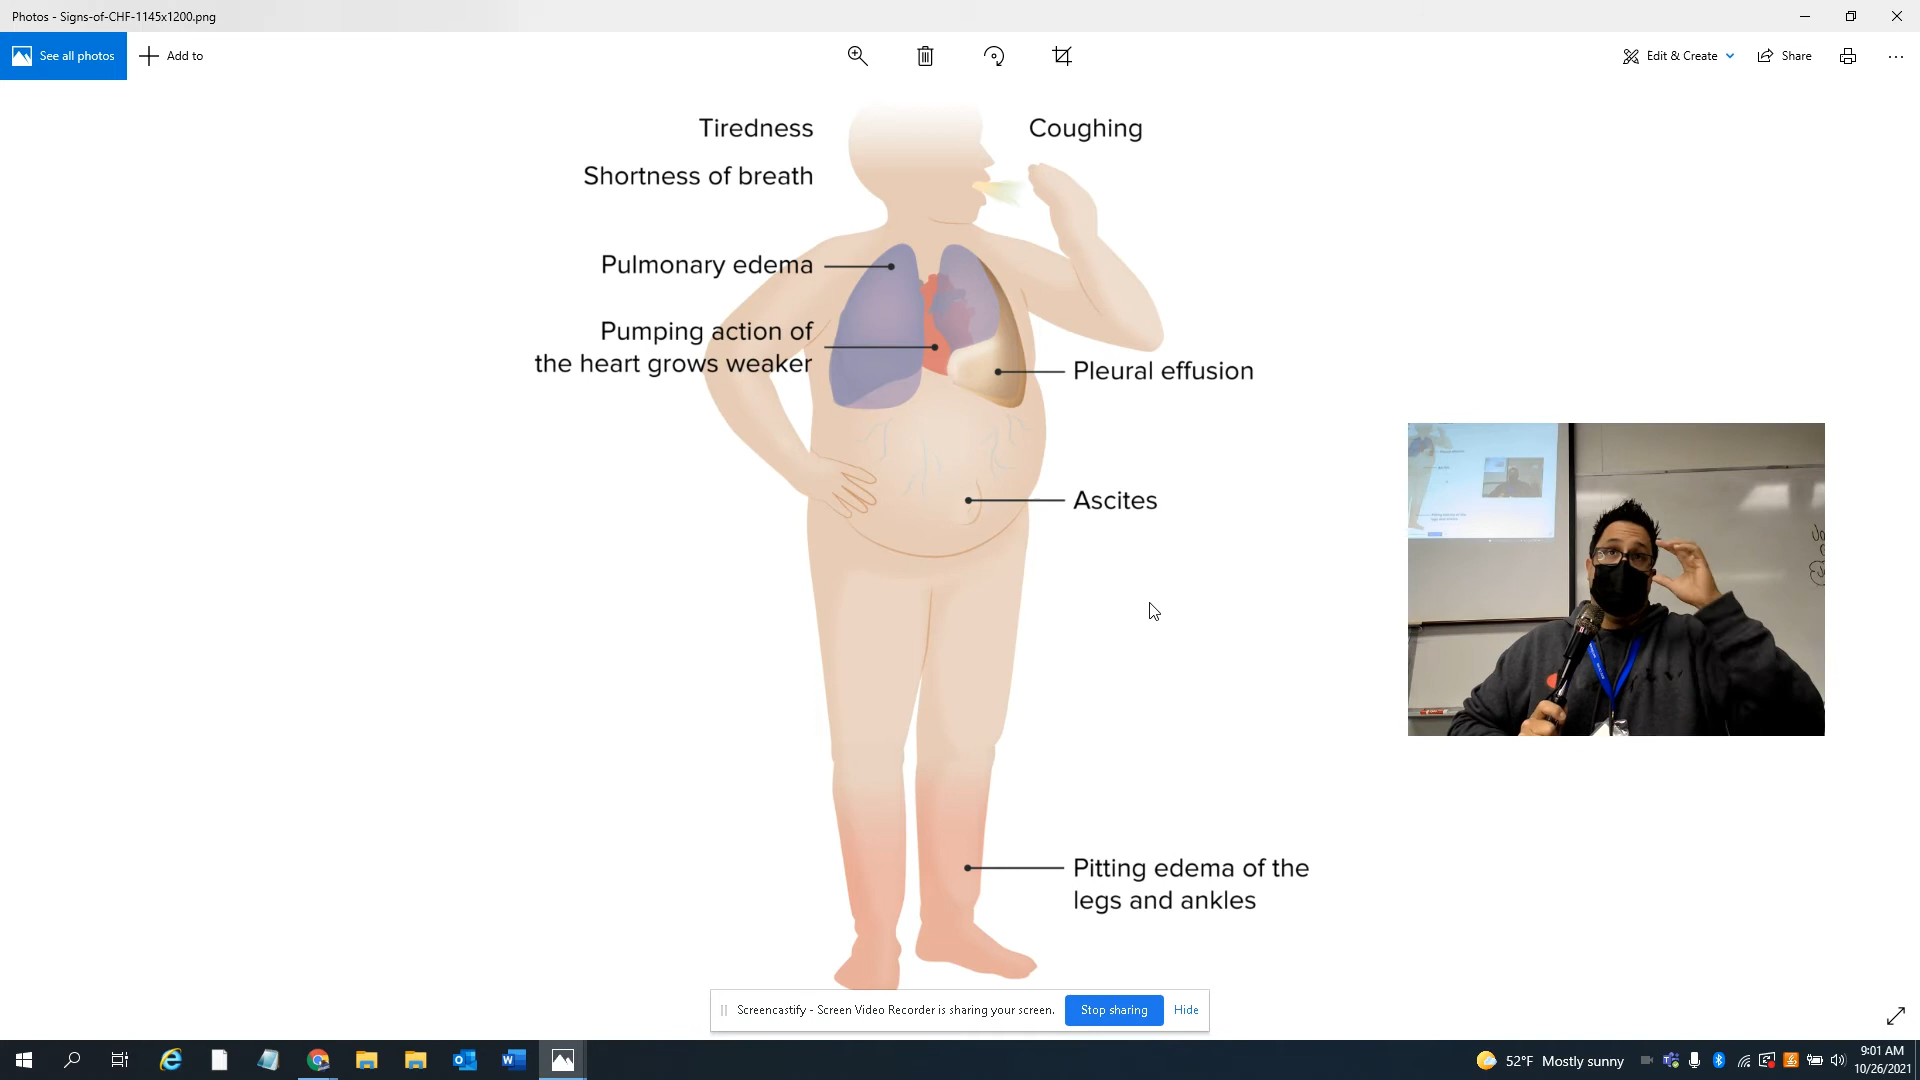 Photos - Signs-of-CHF-1145x1200.png
See all photos
Add to
Edit & Create
Share
Tiredness
Coughing
Shortness of breath
Pulmonary edema
Pumping action of
the heart grows weaker
Pleural effusion
Ascites
Pitting edema of the
legs and ankles
Screencastify - Screen Video Recorder is sharing your screen.
Stop sharing
Hide
52°F Mostly sunny
9:01 AM
10/26/2021